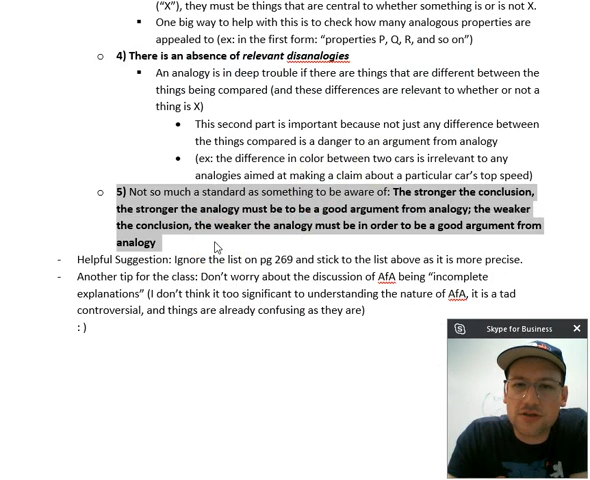 ("X"), they must be things that are central to whether something is or is not X.
▪ One big way to help with this is to check how many analogous properties are
appealed to (ex: in the first form: "properties P, Q, R, and so on")
o 4) There is an absence of relevant disanalogies
▪ An analogy is in deep trouble if there are things that are different between the
things being compared (and these differences are relevant to whether or not a
thing is X)
• This second part is important because not just any difference between
the things compared is a danger to an argument from analogy
• (ex: the difference in color between two cars is irrelevant to any
analogies aimed at making a claim about a particular car's top speed)
o 5) Not so much a standard as something to be aware of: The stronger the conclusion,
the stronger the analogy must be to be a good argument from analogy; the weaker
the conclusion, the weaker the analogy must be in order to be a good argument from
analogy
- Helpful Suggestion: Ignore the list on pg 269 and stick to the list above as it is more precise.
- Another tip for the class: Don't worry about the discussion of AfA being "incomplete
explanations" (I don't think it too significant to understanding the nature of AfA, it is a tad
controversial, and things are already confusing as they are)
: )
Skype for Business